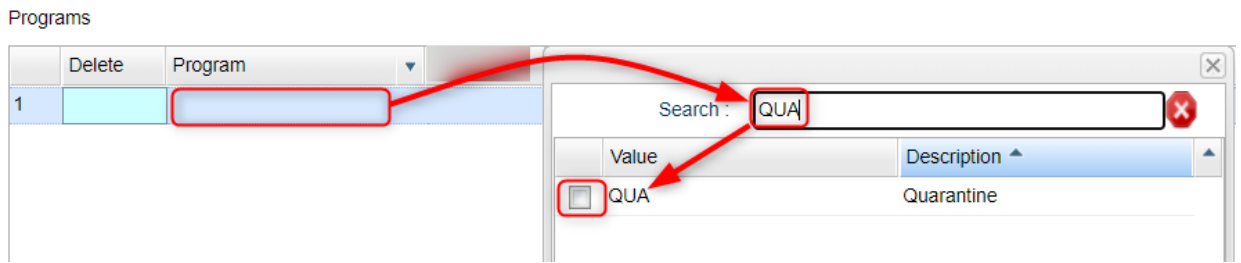 Programs
Delete Program
1
Search : QUA
Value Description
QUA Quarantine